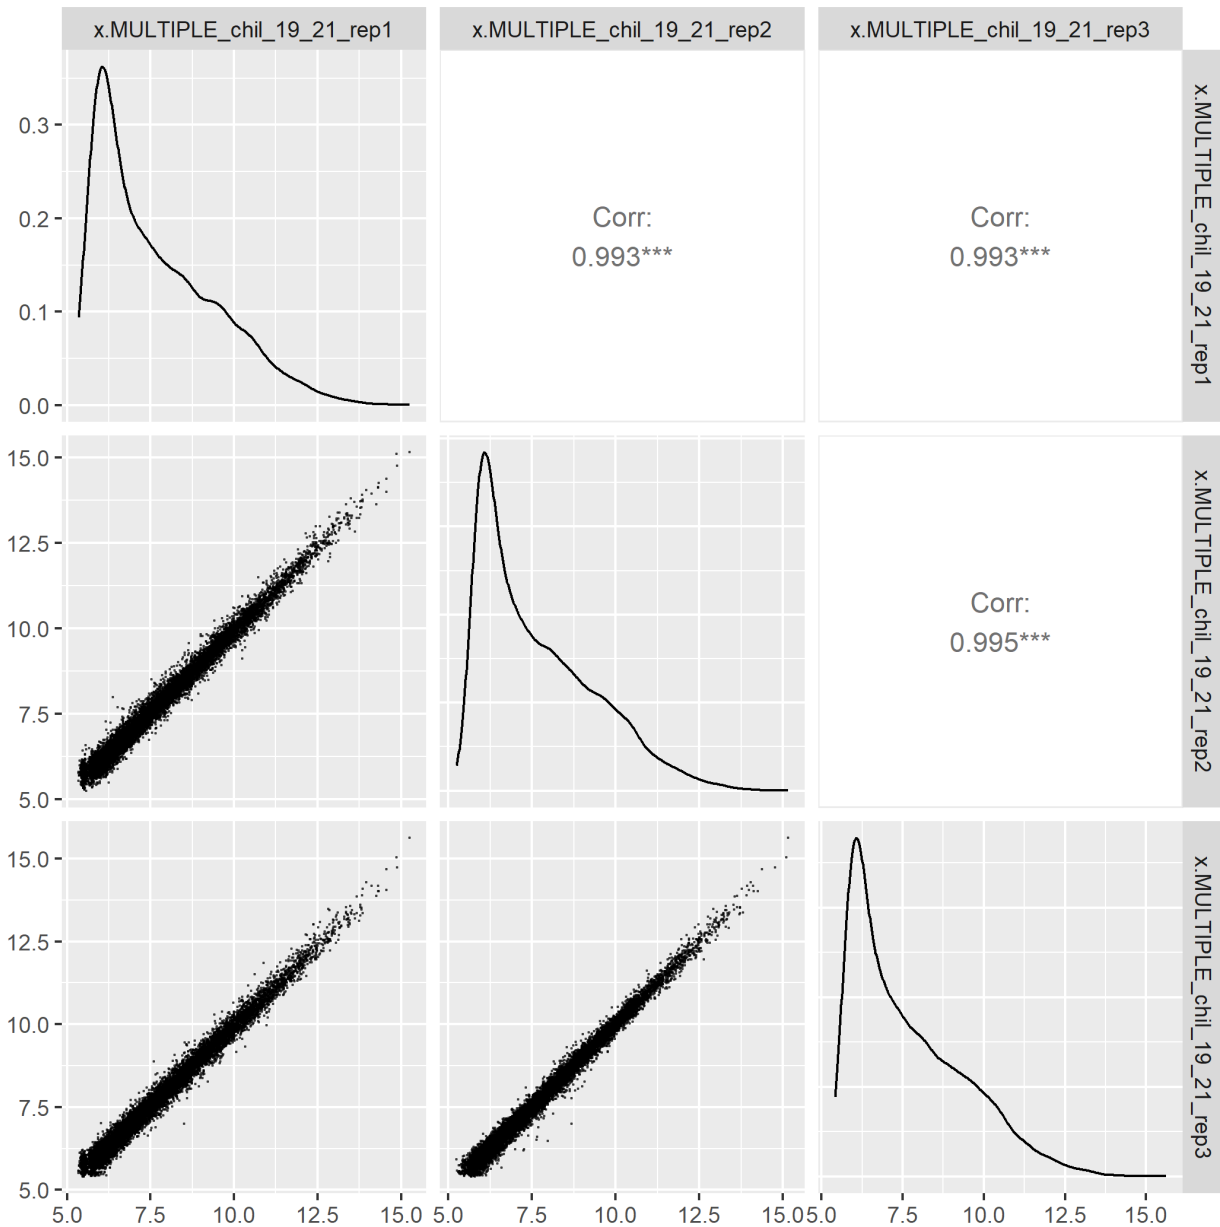 x.MULTIPLE_chil_19_21_rep1
x.MULTIPLE_chil_19_21_rep2
x.MULTIPLE_chil_19_21_rep3
0.3
0.2
0.1
0.0
Corr:
0.993***
Corr:
0.993***
x.MULTIPLE_chil_19_21_rep1
15.0
12.5
10.0
7.5
5.0
Corr:
0.995***
x.MULTIPLE_chil_19_21_rep2
15.0
12.5
10.0
7.5
5.0
x.MULTIPLE_chil_19_21_rep3
5.0 7.5 10.0 12.5 15.0
5.0 7.5 10.0 12.5 15.0
5.0 7.5 10.0 12.5 15.0